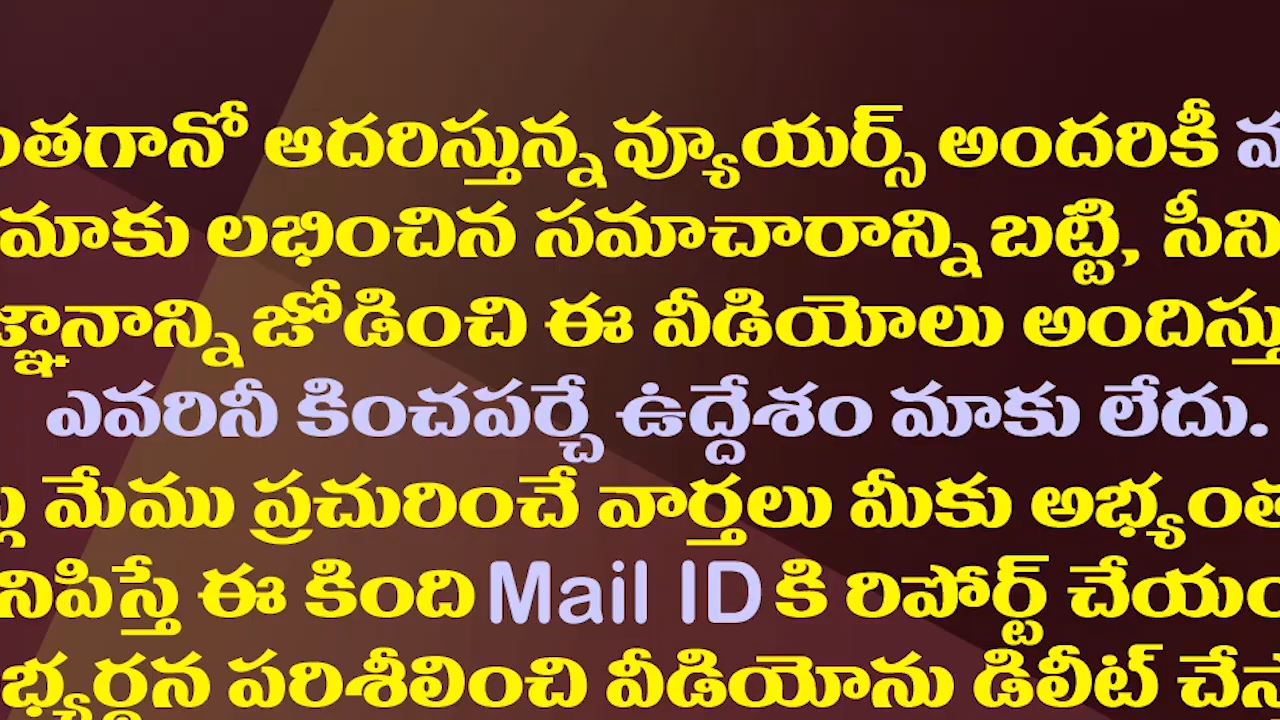 ంతగానో ఆదరిస్తున్న వ్యూయర్స్ అందరికీ
మాకు లభించిన సమాచారాన్ని బట్టి, సీని
జ్ఞానాన్ని జోడించి ఈ వీడియోలు అందిస్తు
ఎవరినీ కించపర్చే ఉద్దేశం మాకు లేదు.
మేము ప్రచురించే వార్తలు మీకు అభ్యంత
నిపిస్తే ఈ కింది Mail ID కి రిపోర్ట్ చేయం
భ్యర్థన పరిశీలించి వీడియోను డిలీట్ చేస